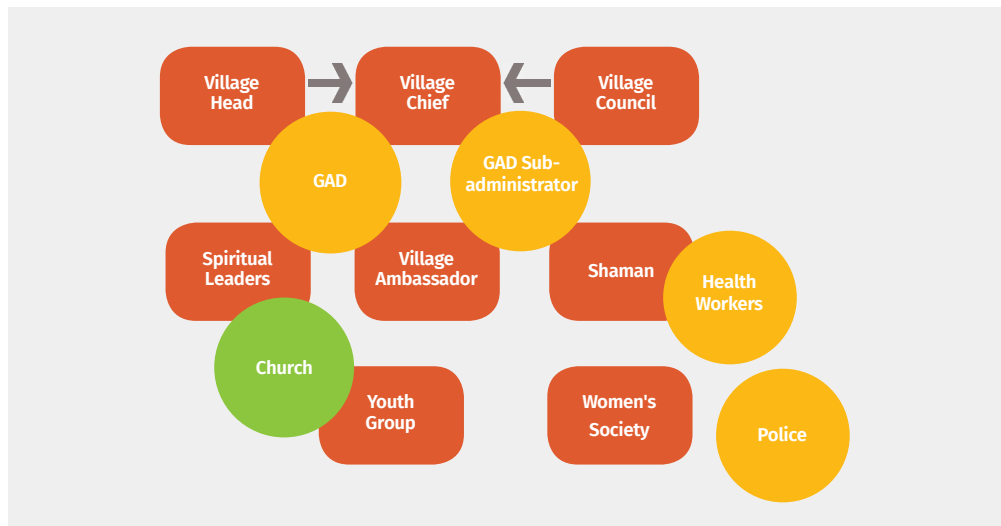 Village
Head
Village
Chief
Village
Council
GAD
GAD Sub-
administrator
Spiritual
Leaders
Village
Ambassador
Shaman
Health
Workers
Church
Youth
Group
Women's
Society
Police